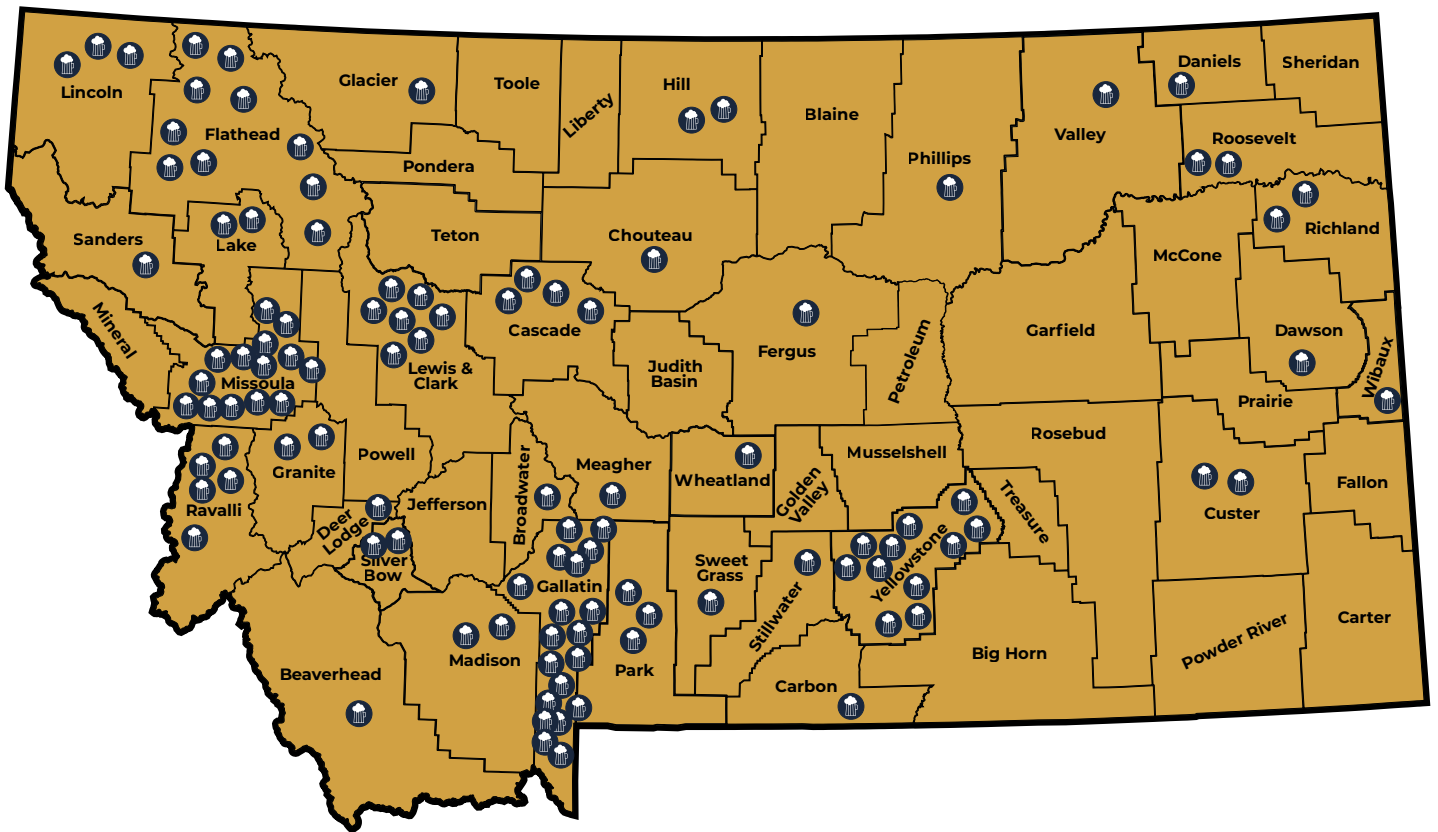 Daniels
Sheridan
Lincoln
Glacier
Toole
Liberty
Hill
Blaine
Valley
Roosevelt
Flathead
Pondera
Phillips
Sanders
Lake
Teton
Chouteau
McCone
Richland
Mineral
Missoula
Lewis &
Clark
Cascade
Judith
Basin
Fergus
Petroleum
Garfield
Dawson
Wibaux
Prairie
Granite
Powell
Ravalli
Deer
Lodge
Silver
Bow
Jefferson
Broadwater
Meagher
Wheatland
Golden
Valley
Musselshell
Rosebud
Treasure
Custer
Fallon
Gallatin
Sweet
Grass
Stillwater
Yellowstone
Beaverhead
Madison
Park
Carbon
Big Horn
Powder River
Carter